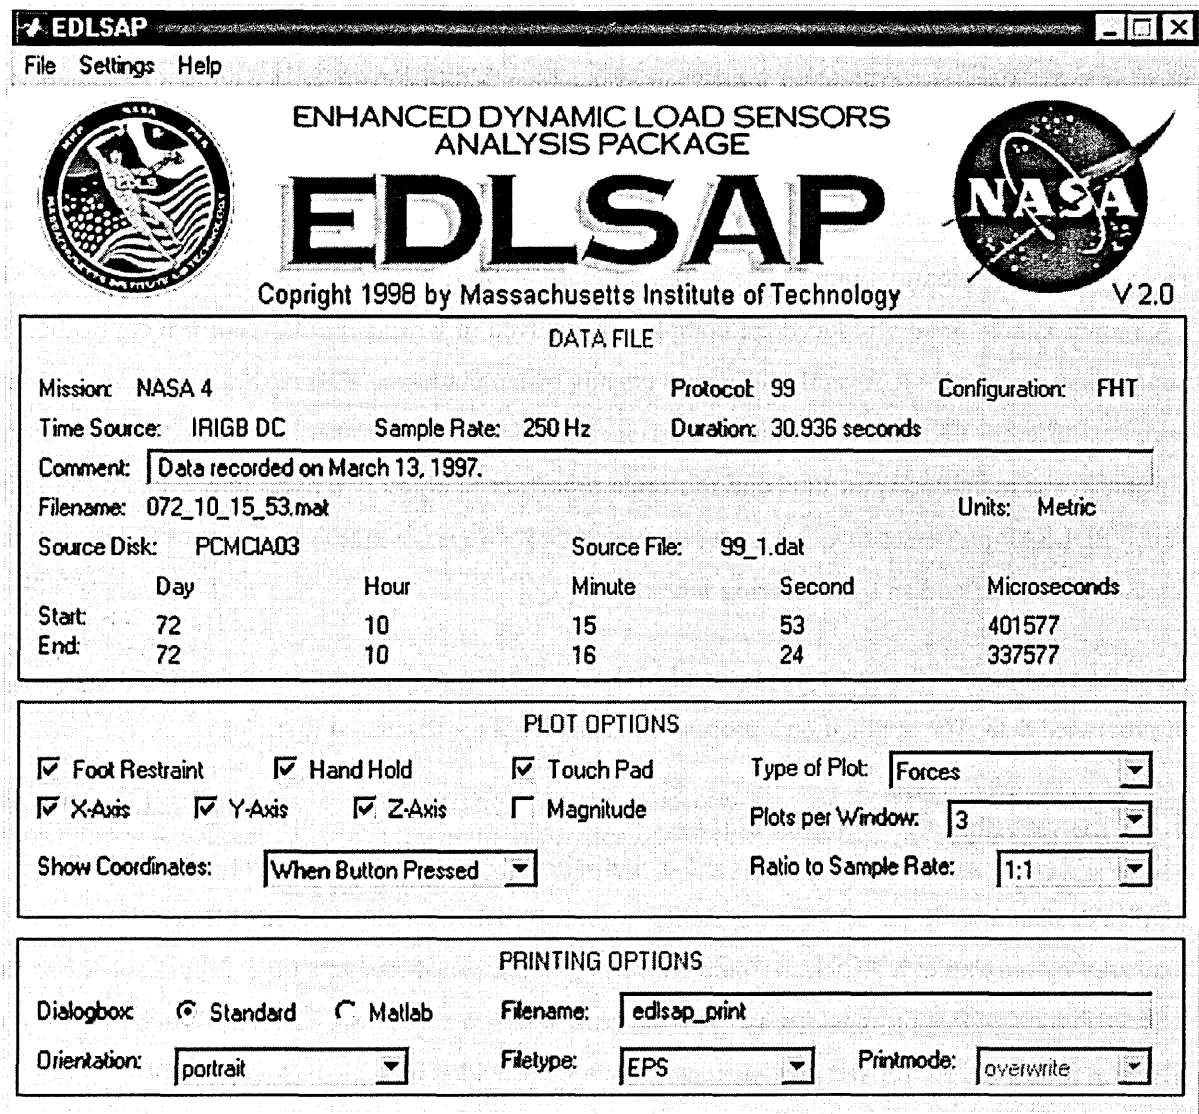 EDLSAP
File Settings Help
ENHANCED DYNAMIC LOAD SENSORS
ANALYSIS PACKAGE
EDLSAP
NASA
Copright 1998 by Massachusetts Institute of Technology
V 2.0
DATA FILE
Mission: NASA 4 Protocol: 99 Configuration: FHT
Time Source: IRIGB DC Sample Rate: 250 Hz Duration: 30.936 seconds
Comment: Data recorded on March 13, 1997.
Filename: 072_10_15_53.mat Units: Metric
Source Disk: PCMCIA03 Source File: 99_1.dat
Day Hour Minute Second Microseconds
Start: 72 10 15 53 401577
End: 72 10 16 24 337577
PLOT OPTIONS
Foot Restraint Hand Hold Touch Pad Type of Plot: Forces
X-Axis Y-Axis Z-Axis Magnitude Plots per Window: 3
Show Coordinates: When Button Pressed Ratio to Sample Rate: 1:1
PRINTING OPTIONS
Dialogbox: Standard Matlab Filename: edlsap_print
Orientation: portrait Filetype: EPS Printmode: overwrite